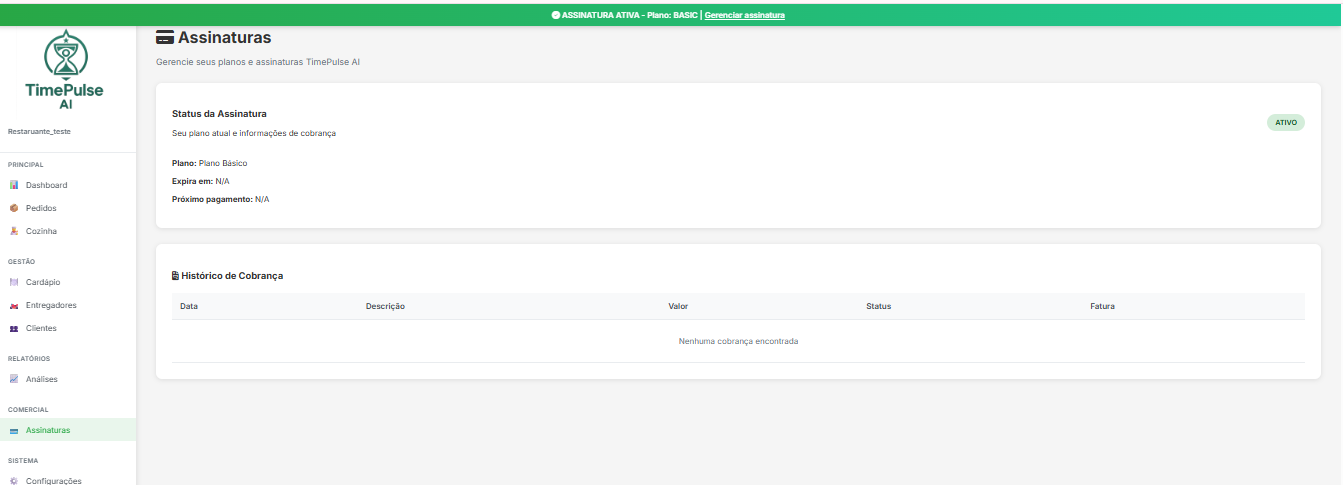 ASSINATURA ATIVA - Plano: BASIC | Gerenciar assinatura
TimePulse
AI
Restaruante_teste
PRINCIPAL
Dashboard
Pedidos
Cozinha
GESTÃO
Cardápio
Entregadores
Clientes
RELATÓRIOS
Análises
COMERCIAL
Assinaturas
SISTEMA
Configurações
Assinaturas
Gerencie seus planos e assinaturas TimePulse AI
Status da Assinatura
Seu plano atual e informações de cobrança
ATIVO
Plano: Plano Básico
Expira em: N/A
Próximo pagamento: N/A
Histórico de Cobrança
Data Descrição Valor Status Fatura
Nenhuma cobrança encontrada